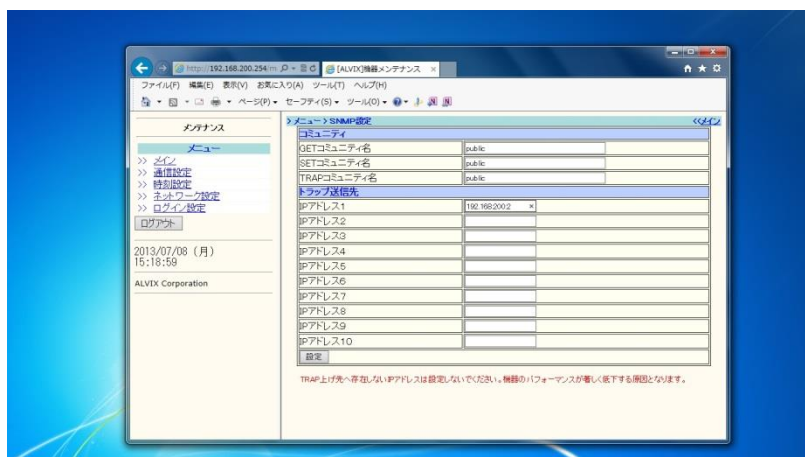 http://192.168.200.254/m
[ALVIX]機器メンテナンス
ファイル(F) 編集(E) 表示(V) お気に入り(A) ツール(T) ヘルプ(H)
ページ(P) セーフティ(S) ツール(O)
メンテナンス
メニュー
>> メイン
>> 通信設定
>> 時刻設定
>> ネットワーク設定
>> ログイン設定
ログアウト
2013/07/08 (月)
15:18:59
ALVIX Corporation
> メニュー > SNMP設定 <<メイン
コミュニティ
GETコミュニティ名 public
SETコミュニティ名 public
TRAPコミュニティ名 public
トラップ送信先
IPアドレス1 192.168.200.2 ×
IPアドレス2
IPアドレス3
IPアドレス4
IPアドレス5
IPアドレス6
IPアドレス7
IPアドレス8
IPアドレス9
IPアドレス10
設定
TRAP上げ先へ存在しないIPアドレスは設定しないでください。機器のパフォーマンスが著しく低下する原因となります。